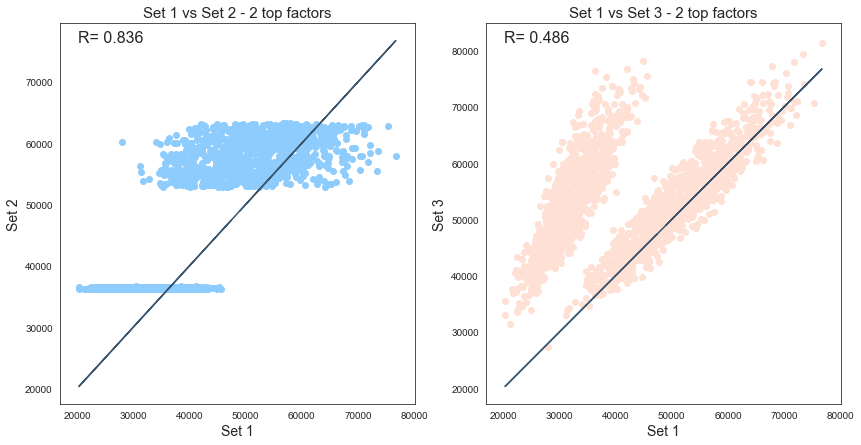 Set 1 vs Set 2 - 2 top factors
R= 0.836
70000
60000
50000
40000
30000
20000
Set 2
20000 30000 40000 50000 60000 70000 80000
Set 1
Set 1 vs Set 3 - 2 top factors
R= 0.486
80000
70000
60000
50000
40000
30000
20000
Set 3
20000 30000 40000 50000 60000 70000 80000
Set 1